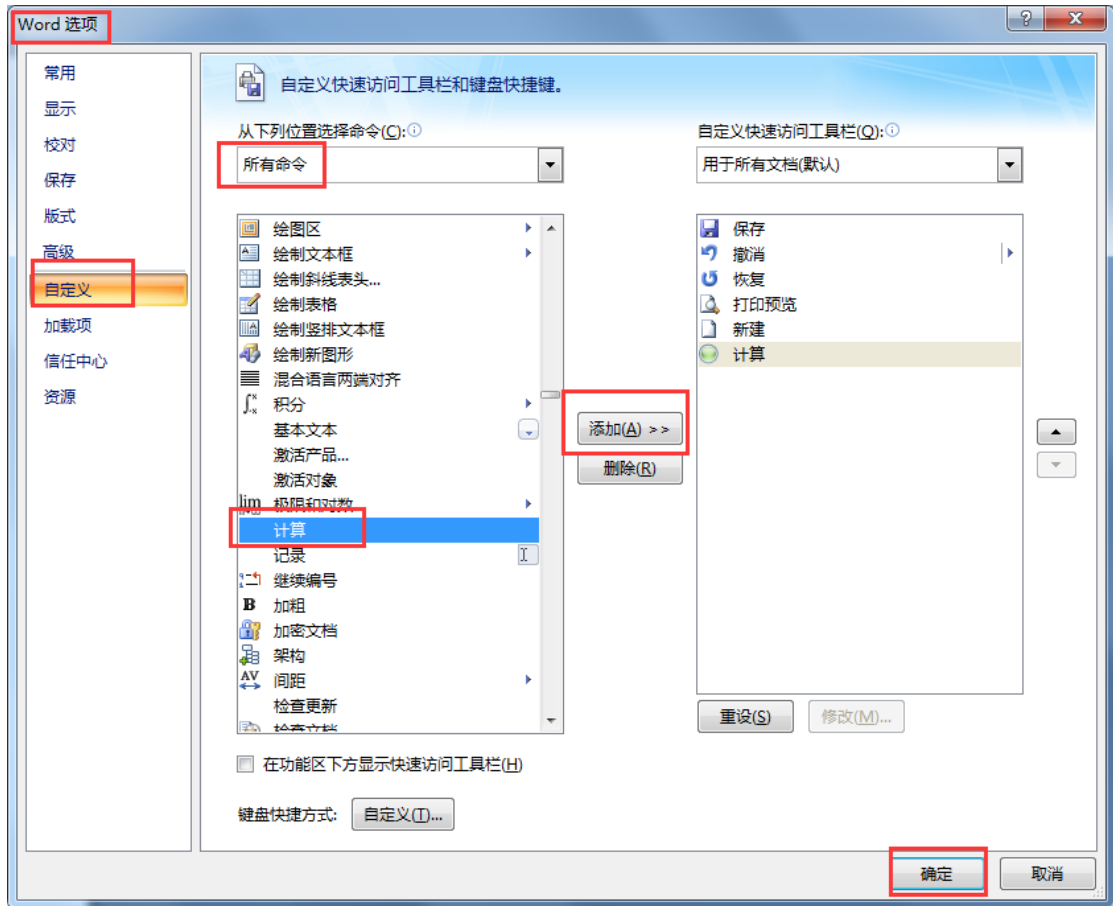 Word 选项
常用
显示
校对
保存
版式
高级
自定义
加载项
信任中心
资源
自定义快速访问工具栏和键盘快捷键。
从下列位置选择命令(C):
所有命令
绘图区
绘制文本框
绘制斜线表头...
绘制表格
绘制竖排文本框
绘制新图形
混合语言两端对齐
积分
基本文本
激活产品...
激活对象
lim 极限和对数
计算
记录
继续编号
B 加粗
加密文档
架构
AV 间距
检查更新
检查文档
在功能区下方显示快速访问工具栏(H)
键盘快捷方式: 自定义(T)...
添加(A) >>
删除(R)
自定义快速访问工具栏(Q):
用于所有文档(默认)
保存
撤消
恢复
打印预览
新建
计算
重设(S) 修改(M)...
确定 取消